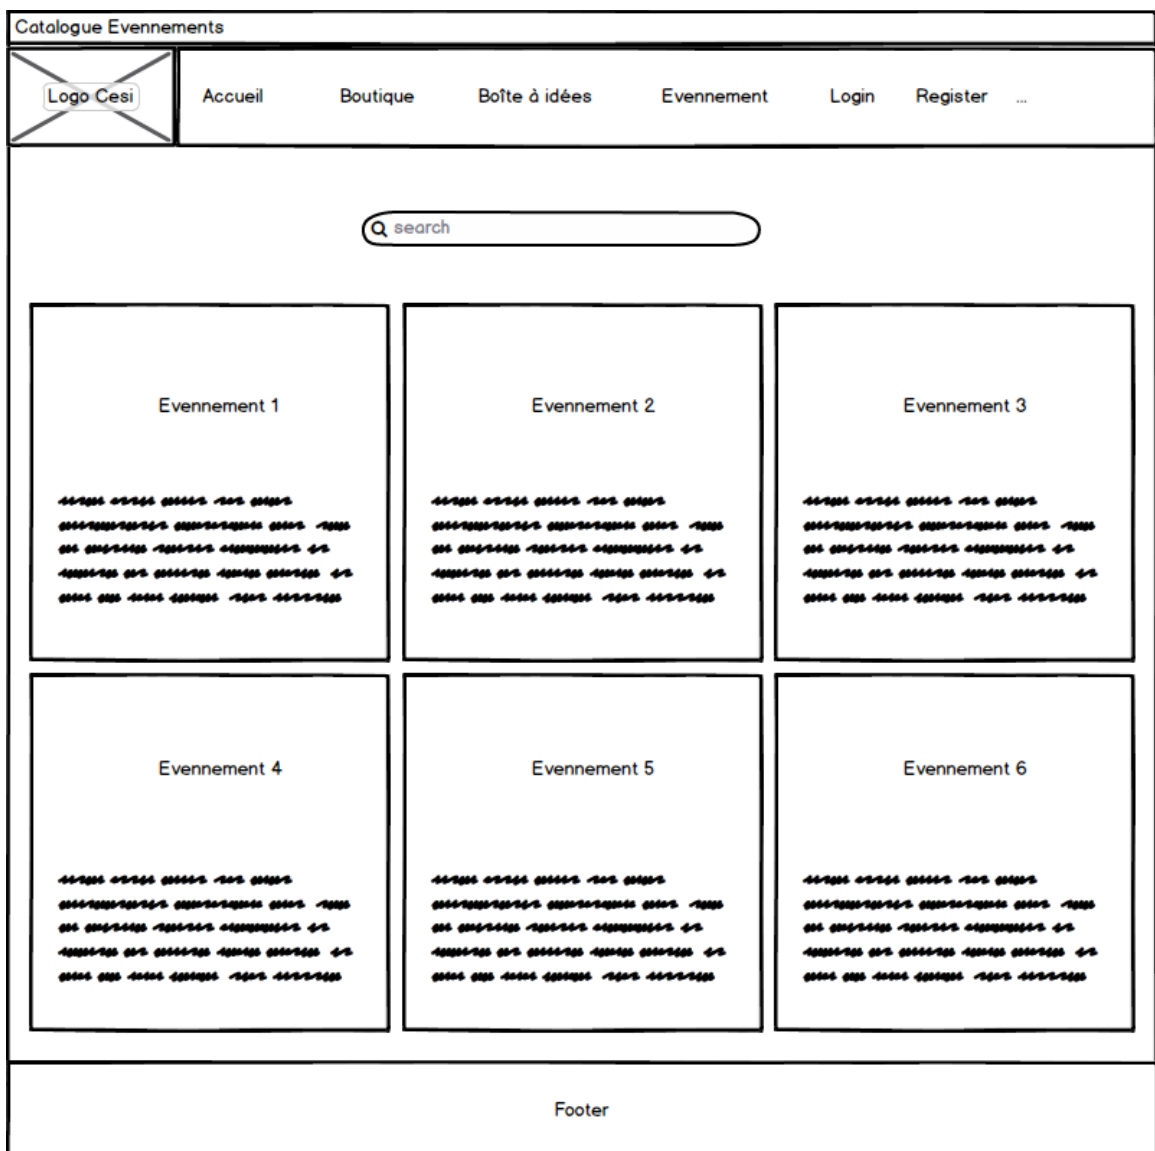 Catalogue Evennements
Logo Cesi Accueil Boutique Boîte à idées Evennement Login Register ...
search
Evennement 1 Evennement 2 Evennement 3
Evennement 4 Evennement 5 Evennement 6
Footer